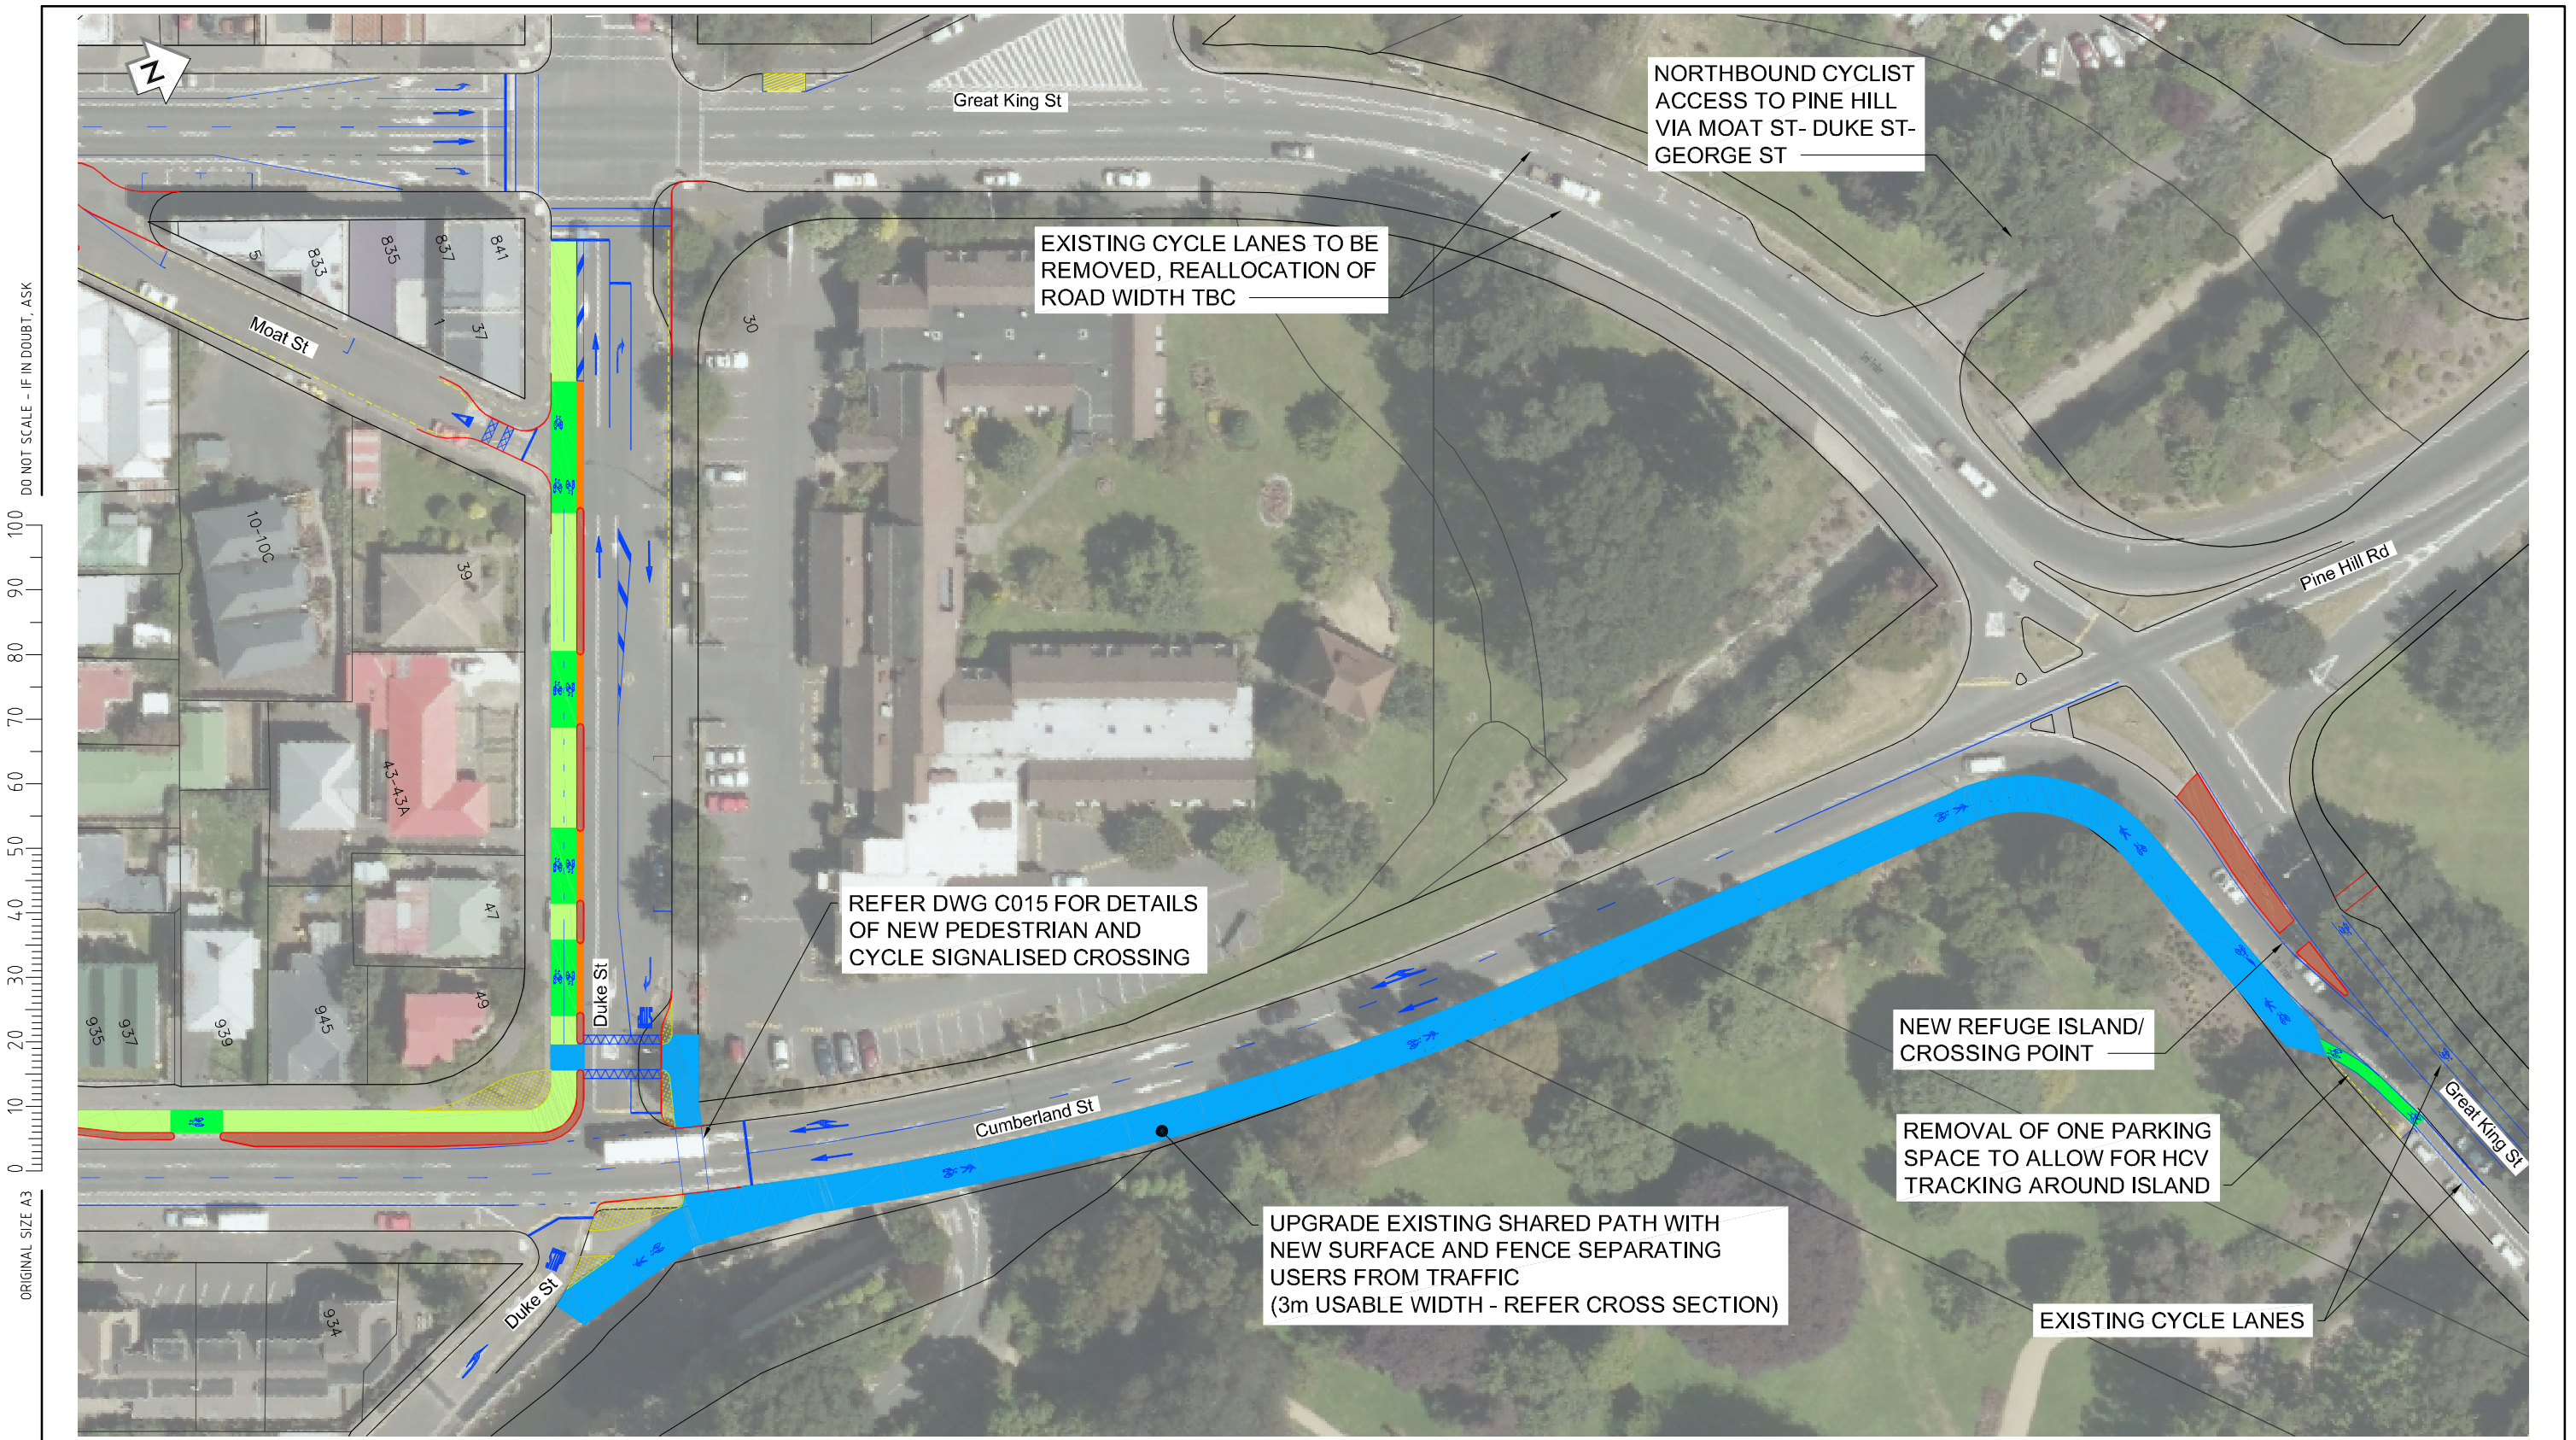 N
Great King St
NORTHBOUND CYCLIST
ACCESS TO PINE HILL
VIA MOAT ST- DUKE ST-
GEORGE ST
EXISTING CYCLE LANES TO BE
REMOVED, REALLOCATION OF
ROAD WIDTH TBC
5
833
835
837
841
1
37
30
Moat St
10-10C
39
Pine Hill Rd
43-43A
47
49
REFER DWG C015 FOR DETAILS
OF NEW PEDESTRIAN AND
CYCLE SIGNALISED CROSSING
Duke St
935
937
939
945
NEW REFUGE ISLAND/
CROSSING POINT
Cumberland St
Great King St
REMOVAL OF ONE PARKING
SPACE TO ALLOW FOR HCV
TRACKING AROUND ISLAND
UPGRADE EXISTING SHARED PATH WITH
NEW SURFACE AND FENCE SEPARATING
USERS FROM TRAFFIC
(3m USABLE WIDTH - REFER CROSS SECTION)
EXISTING CYCLE LANES
Duke St
934
DO NOT SCALE - IF IN DOUBT, ASK
0 10 20 30 40 50 60 70 80 90 100
ORIGINAL SIZE A3